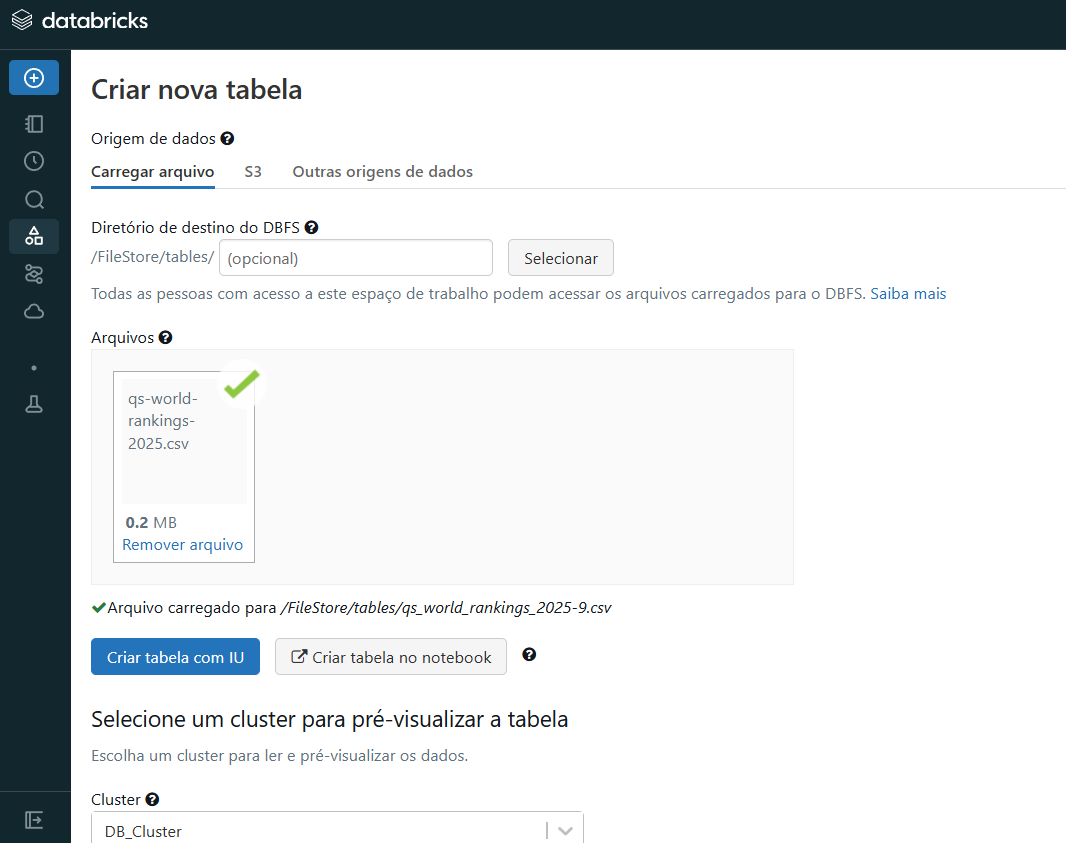 databricks
Criar nova tabela
Origem de dados
Carregar arquivo S3 Outras origens de dados
Diretório de destino do DBFS
/FileStore/tables/ (opcional) Selecionar
Todas as pessoas com acesso a este espaço de trabalho podem acessar os arquivos carregados para o DBFS. Saiba mais
Arquivos
qs-world-
rankings-
2025.csv
0.2 MB
Remover arquivo
Arquivo carregado para /FileStore/tables/qs_world_rankings_2025-9.csv
Criar tabela com IU Criar tabela no notebook
Selecione um cluster para pré-visualizar a tabela
Escolha um cluster para ler e pré-visualizar os dados.
Cluster
DB_Cluster